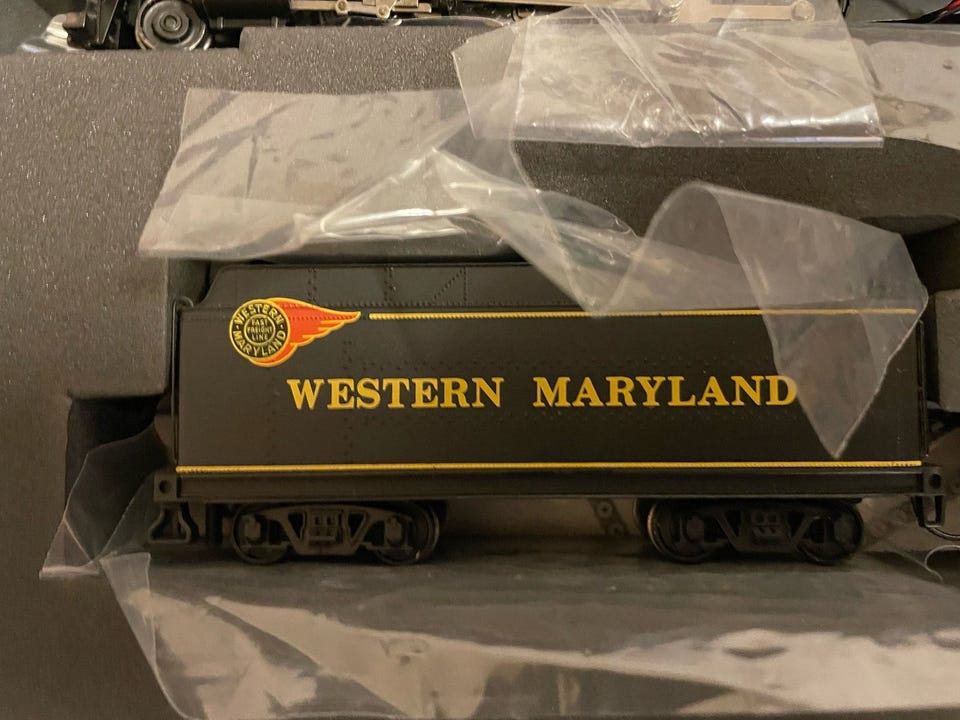 WESTERN
FAST
FREIGHT
LINE
MARYLAND
WESTERN MARYLAND